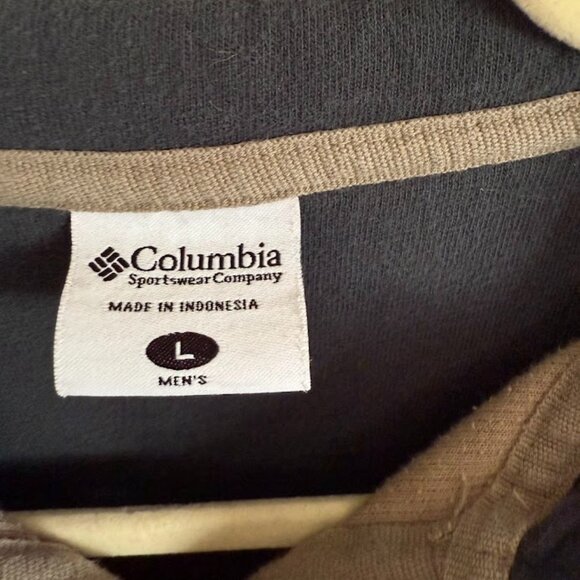 Columbia
Sportswear Company
MADE IN INDONESIA
L
MEN'S